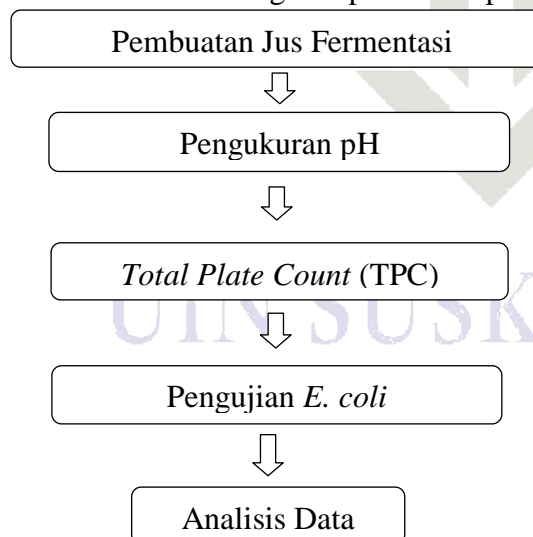 Pembuatan Jus Fermentasi
Pengukuran pH
Total Plate Count (TPC)
UIN SUSK
Pengujian E. coli
Analisis Data